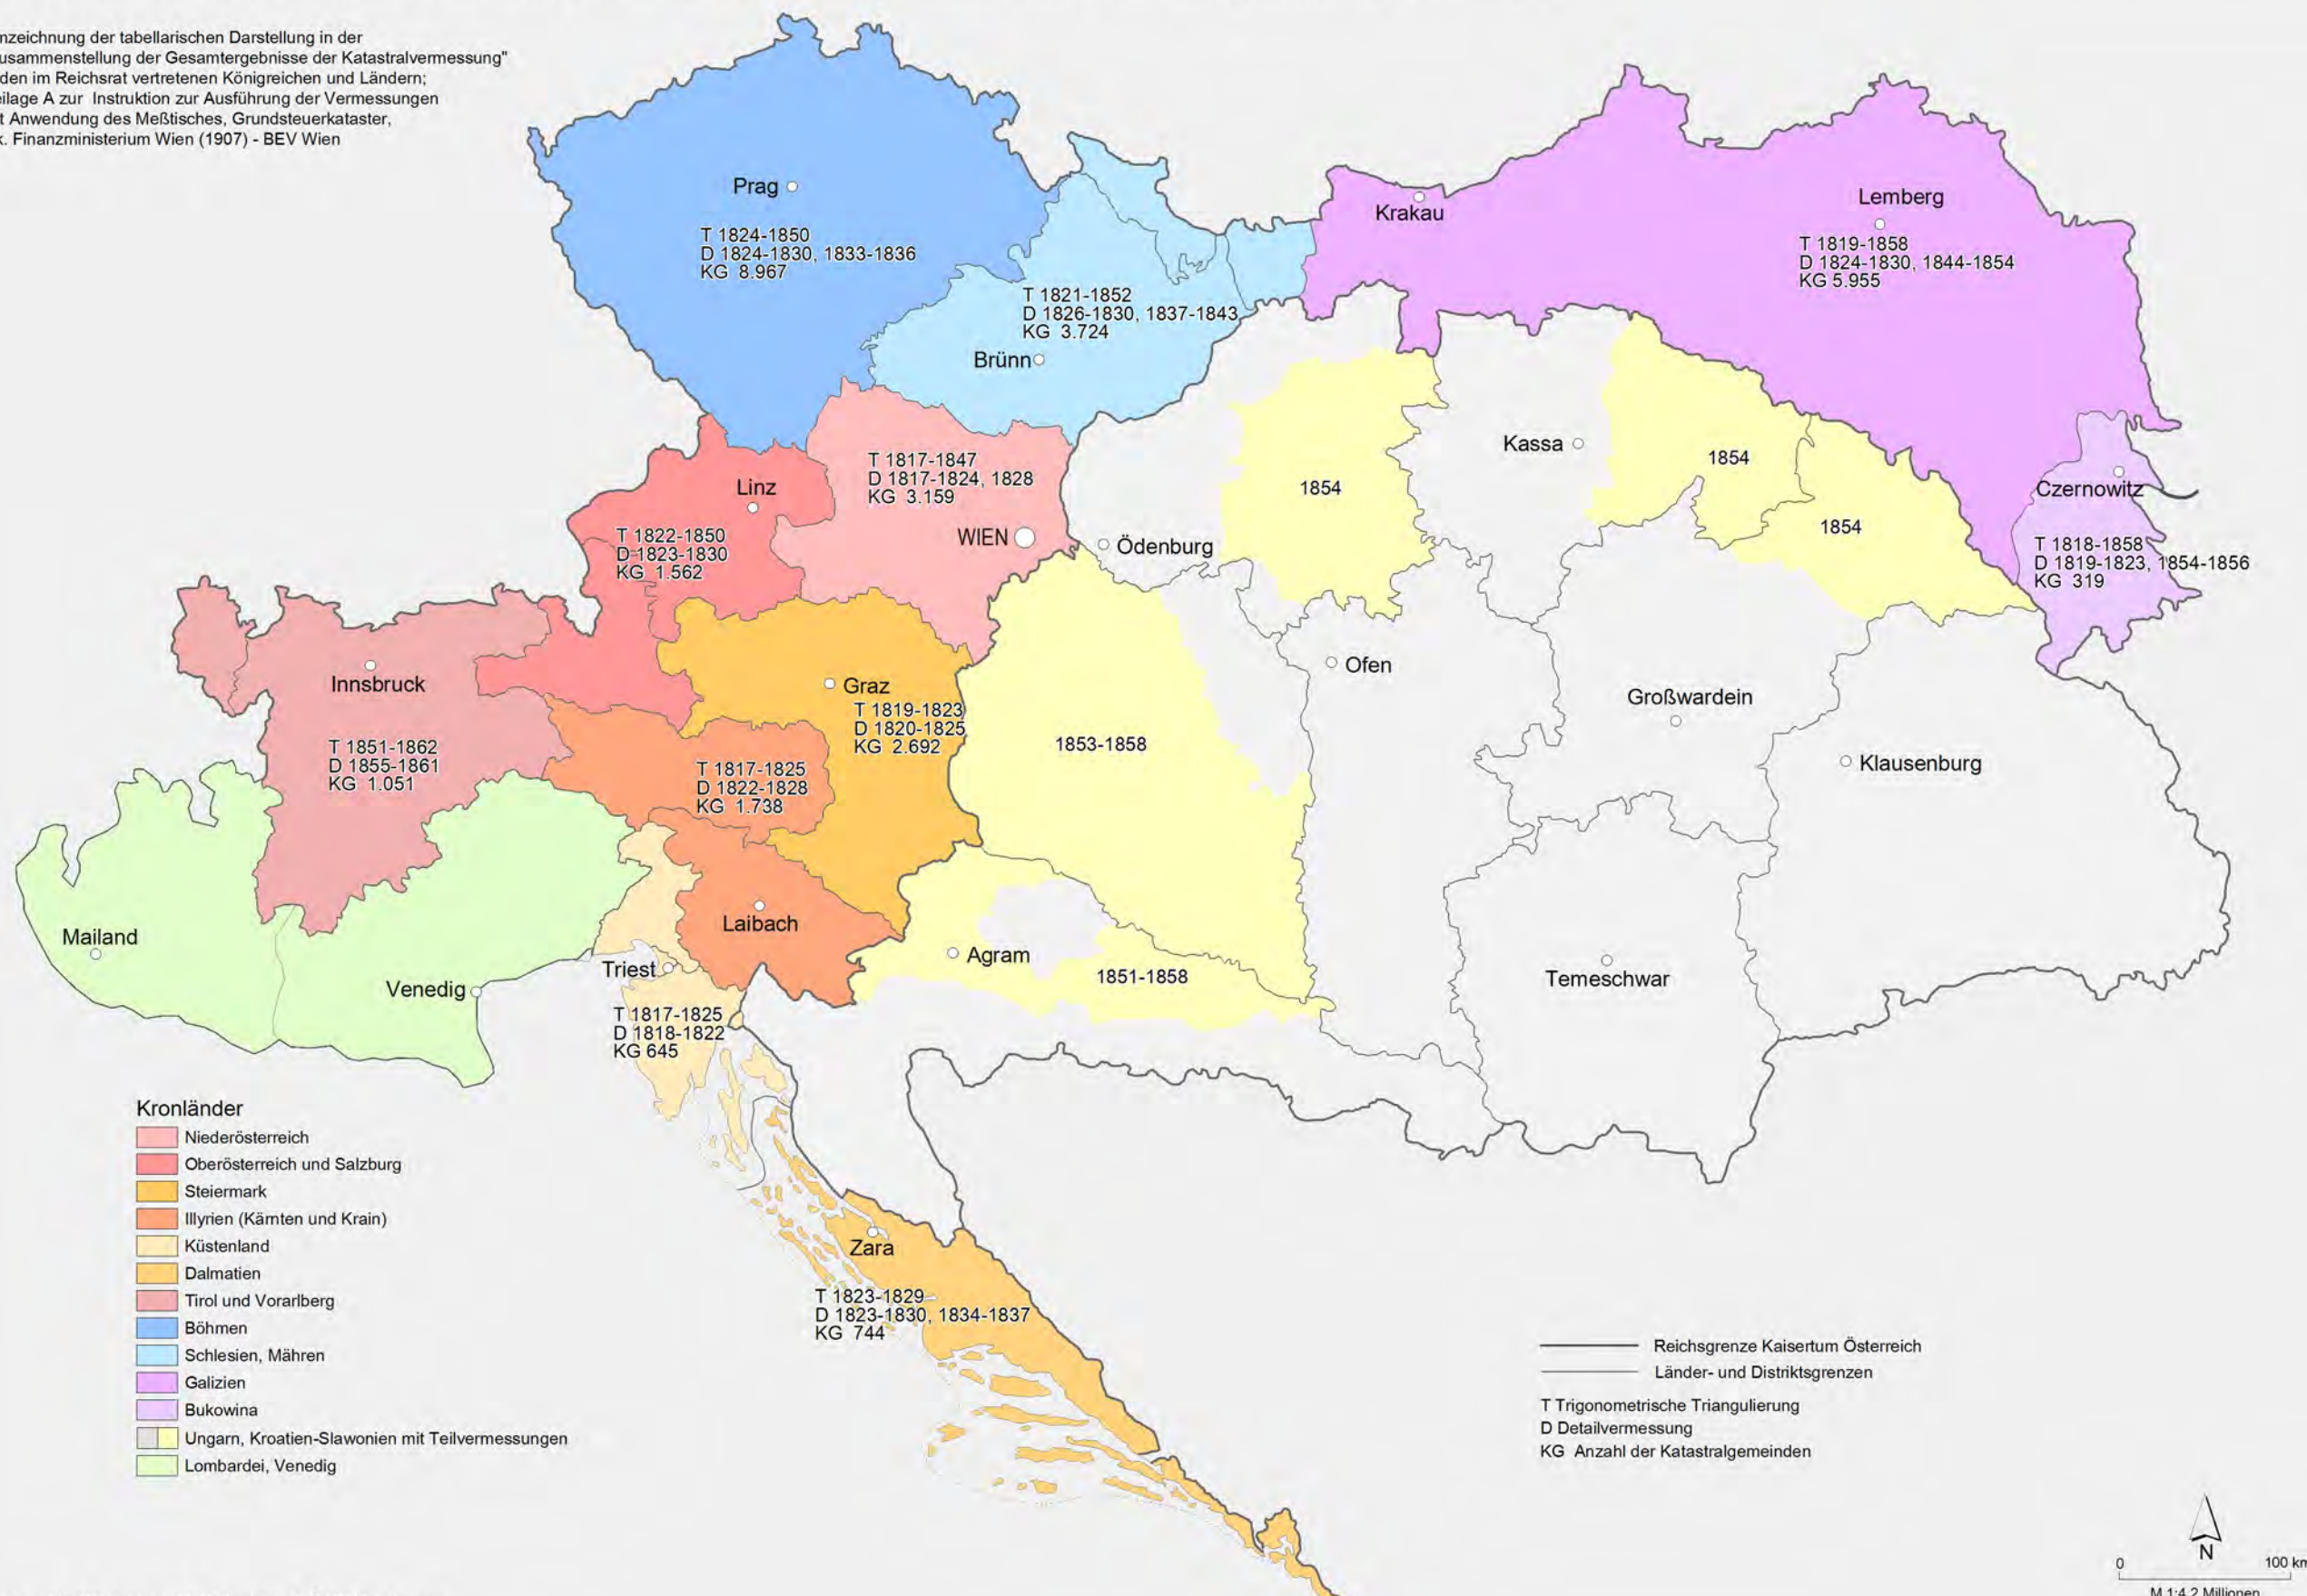 nzeichnung der tabellarischen Darstellung in der
usammenstellung der Gesamtergebnisse der Katastralvermessung"
den im Reichsrat vertretenen Königreichen und Ländern;
eilage A zur Instruktion zur Ausführung der Vermessungen
t Anwendung des Meßtisches, Grundsteuerkataster,
k. Finanzministerium Wien (1907) - BEV Wien
Prag
T 1824-1850
D 1824-1830, 1833-1836
KG 8.967
Krakau
Lemberg
T 1819-1858
D 1824-1830, 1844-1854
KG 5.955
T 1821-1852
D 1826-1830, 1837-1843
KG 3.724
Brünn
T 1817-1847
D 1817-1824, 1828
KG 3.159
WIEN
Linz
T 1822-1850
D 1823-1830
KG 1.562
Ödenburg
1854
Kassa
1854
1854
Czernowitz
T 1818-1858
D 1819-1823, 1854-1856
KG 319
Innsbruck
T 1851-1862
D 1855-1861
KG 1.051
Graz
T 1819-1823
D 1820-1825
KG 2.692
T 1817-1825
D 1822-1828
KG 1.738
1853-1858
Ofen
Großwardein
Klausenburg
Mailand
Venedig
Laibach
Triest
T 1817-1825
D 1818-1822
KG 645
Agram
1851-1858
Temeschwar
Zara
T 1823-1829
D 1823-1830, 1834-1837
KG 744
Kronländer
Niederösterreich
Oberösterreich und Salzburg
Steiermark
Illyrien (Kärnten und Krain)
Küstenland
Dalmatien
Tirol und Vorarlberg
Böhmen
Schlesien, Mähren
Galizien
Bukowina
Ungarn, Kroatien-Slawonien mit Teilvermessungen
Lombardei, Venedig
Reichsgrenze Kaisertum Österreich
Länder- und Distriktsgrenzen
T Trigonometrische Triangulierung
D Detailvermessung
KG Anzahl der Katastralgemeinden
N
0 100 km
M 1:4,2 Millionen